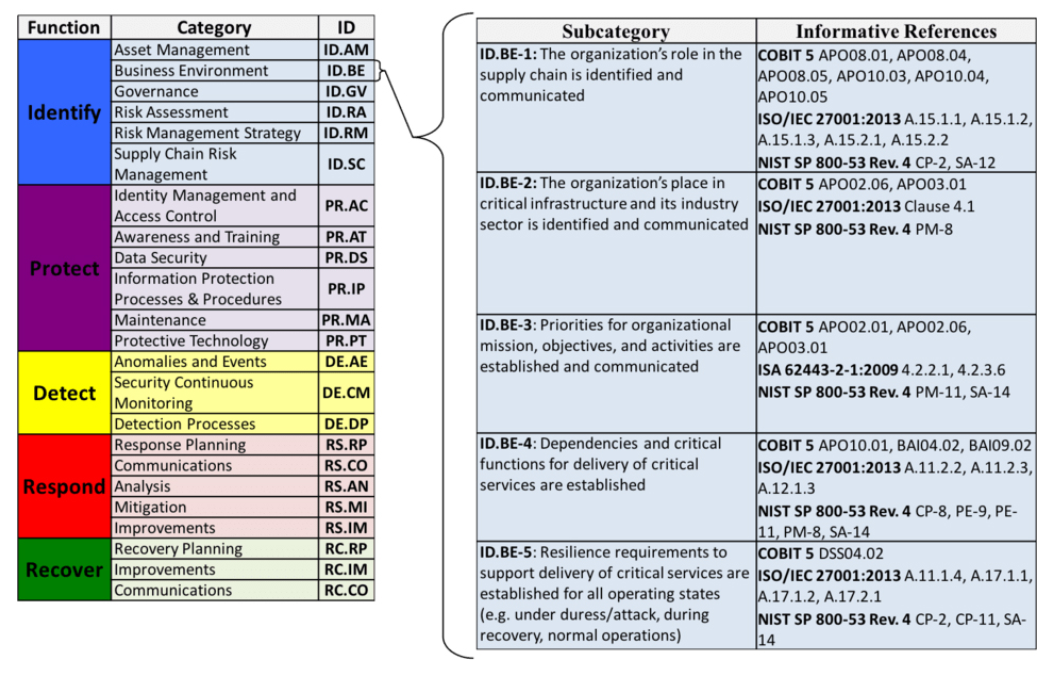 Function Category ID
Identify
Asset Management ID.AM
Business Environment ID.BE
Governance ID.GV
Risk Assessment ID.RA
Risk Management Strategy ID.RM
Supply Chain Risk
Management
ID.SC
Protect
Identity Management and
Access Control
PR.AC
Awareness and Training PR.AT
Data Security PR.DS
Information Protection
Processes & Procedures
PR.IP
Maintenance PR.MA
Protective Technology PR.PT
Detect
Anomalies and Events DE.AE
Security Continuous
Monitoring
DE.CM
Detection Processes DE.DP
Respond
Response Planning RS.RP
Communications RS.CO
Analysis RS.AN
Mitigation RS.MI
Improvements RS.IM
Recover
Recovery Planning RC.RP
Improvements RC.IM
Communications RC.CO
Subcategory Informative References
ID.BE-1: The organization's role in the
supply chain is identified and
communicated
COBIT 5 APO08.01, APO08.04,
APO08.05, APO10.03, APO10.04,
APO10.05
ISO/IEC 27001:2013 A.15.1.1, A.15.1.2,
A.15.1.3, A.15.2.1, A.15.2.2
NIST SP 800-53 Rev. 4 CP-2, SA-12
ID.BE-2: The organization's place in
critical infrastructure and its industry
sector is identified and communicated
COBIT 5 APO02.06, APO03.01
ISO/IEC 27001:2013 Clause 4.1
NIST SP 800-53 Rev. 4 PM-8
ID.BE-3: Priorities for organizational
mission, objectives, and activities are
established and communicated
COBIT 5 APO02.01, APO02.06,
APO03.01
ISA 62443-2-1:2009 4.2.2.1, 4.2.3.6
NIST SP 800-53 Rev. 4 PM-11, SA-14
ID.BE-4: Dependencies and critical
functions for delivery of critical
services are established
COBIT 5 APO10.01, BAI04.02, BAI09.02
ISO/IEC 27001:2013 A.11.2.2, A.11.2.3,
A.12.1.3
NIST SP 800-53 Rev. 4 CP-8, PE-9, PE-
11, PM-8, SA-14
ID.BE-5: Resilience requirements to
support delivery of critical services are
established for all operating states
(e.g. under duress/attack, during
recovery, normal operations)
COBIT 5 DSS04.02
ISO/IEC 27001:2013 A.11.1.4, A.17.1.1,
A.17.1.2, A.17.2.1
NIST SP 800-53 Rev. 4 CP-2, CP-11, SA-
14